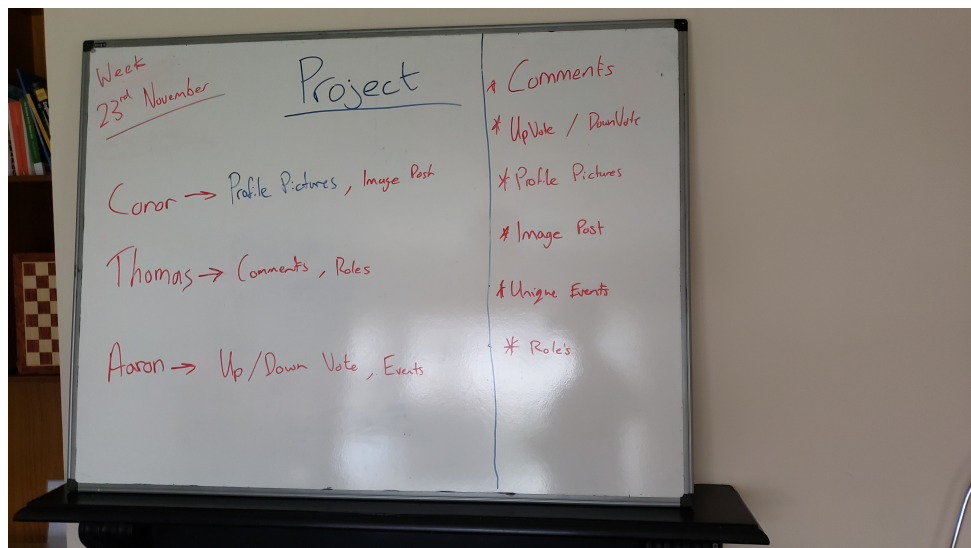 Week
23rd November
Project
Conor → Profile Pictures, Image Post
Thomas → Comments, Roles
Aaron → Up/Down Vote, Events
* Comments
* UpVote / DownVote
* Profile Pictures
* Image Post
* Unique Events
* Role's